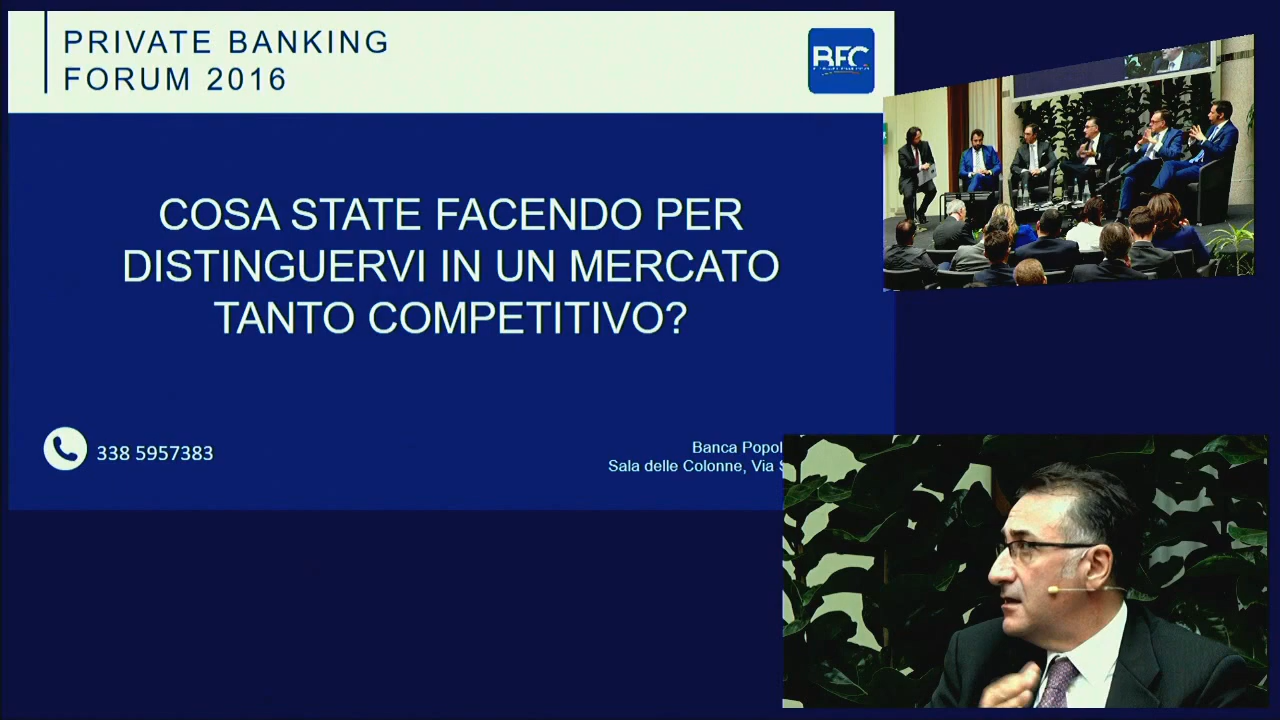 PRIVATE BANKING
FORUM 2016
BFC
COSA STATE FACENDO PER
DISTINGUERVI IN UN MERCATO
TANTO COMPETITIVO?
338 5957383
Banca Popol
Sala delle Colonne, Via S